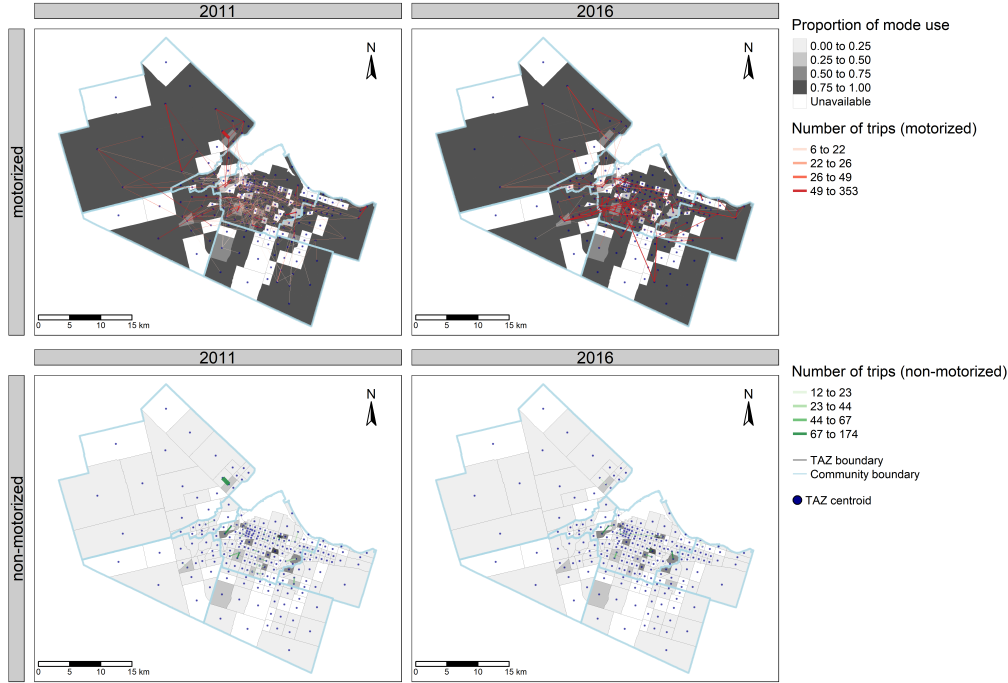 2011
2016
motorized
N
0 5 10 15 km
N
0 5 10 15 km
Proportion of mode use
0.00 to 0.25
0.25 to 0.50
0.50 to 0.75
0.75 to 1.00
Unavailable
Number of trips (motorized)
6 to 22
22 to 26
26 to 49
49 to 353
2011
2016
non-motorized
N
0 5 10 15 km
N
0 5 10 15 km
Number of trips (non-motorized)
12 to 23
23 to 44
44 to 67
67 to 174
TAZ boundary
Community boundary
TAZ centroid